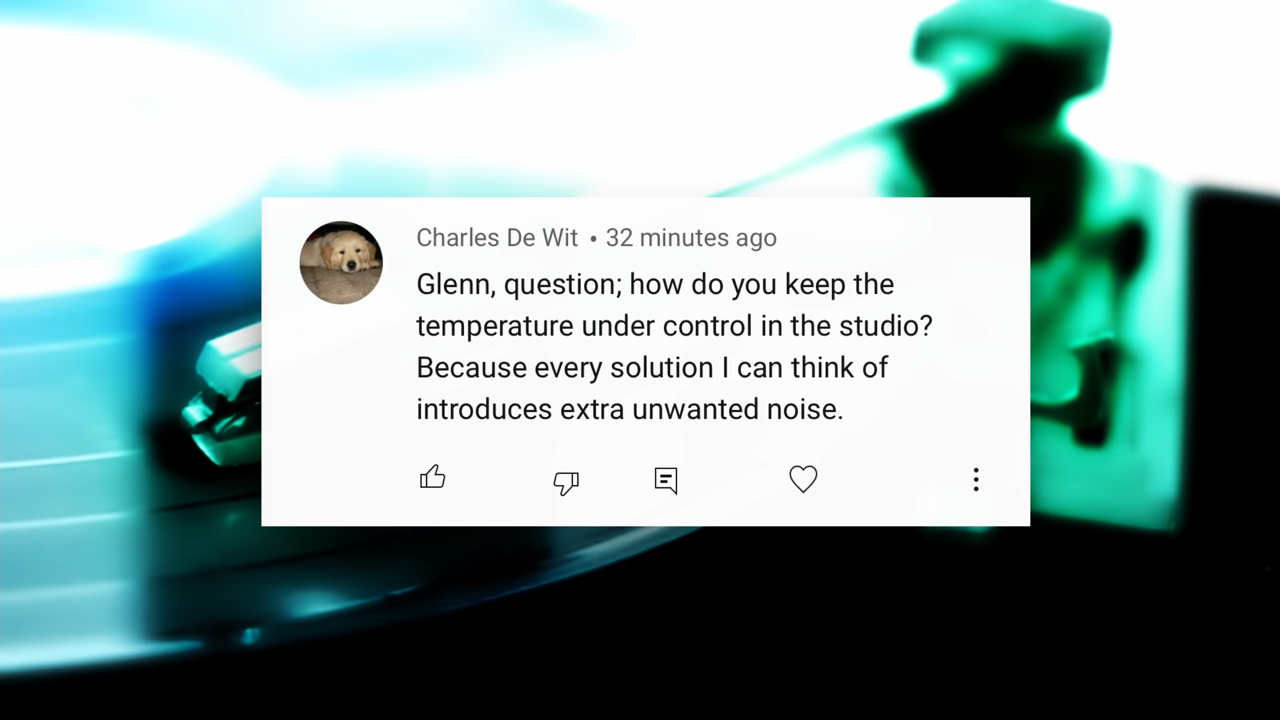 Charles De Wit • 32 minutes ago
Glenn, question; how do you keep the
temperature under control in the studio?
Because every solution I can think of
introduces extra unwanted noise.